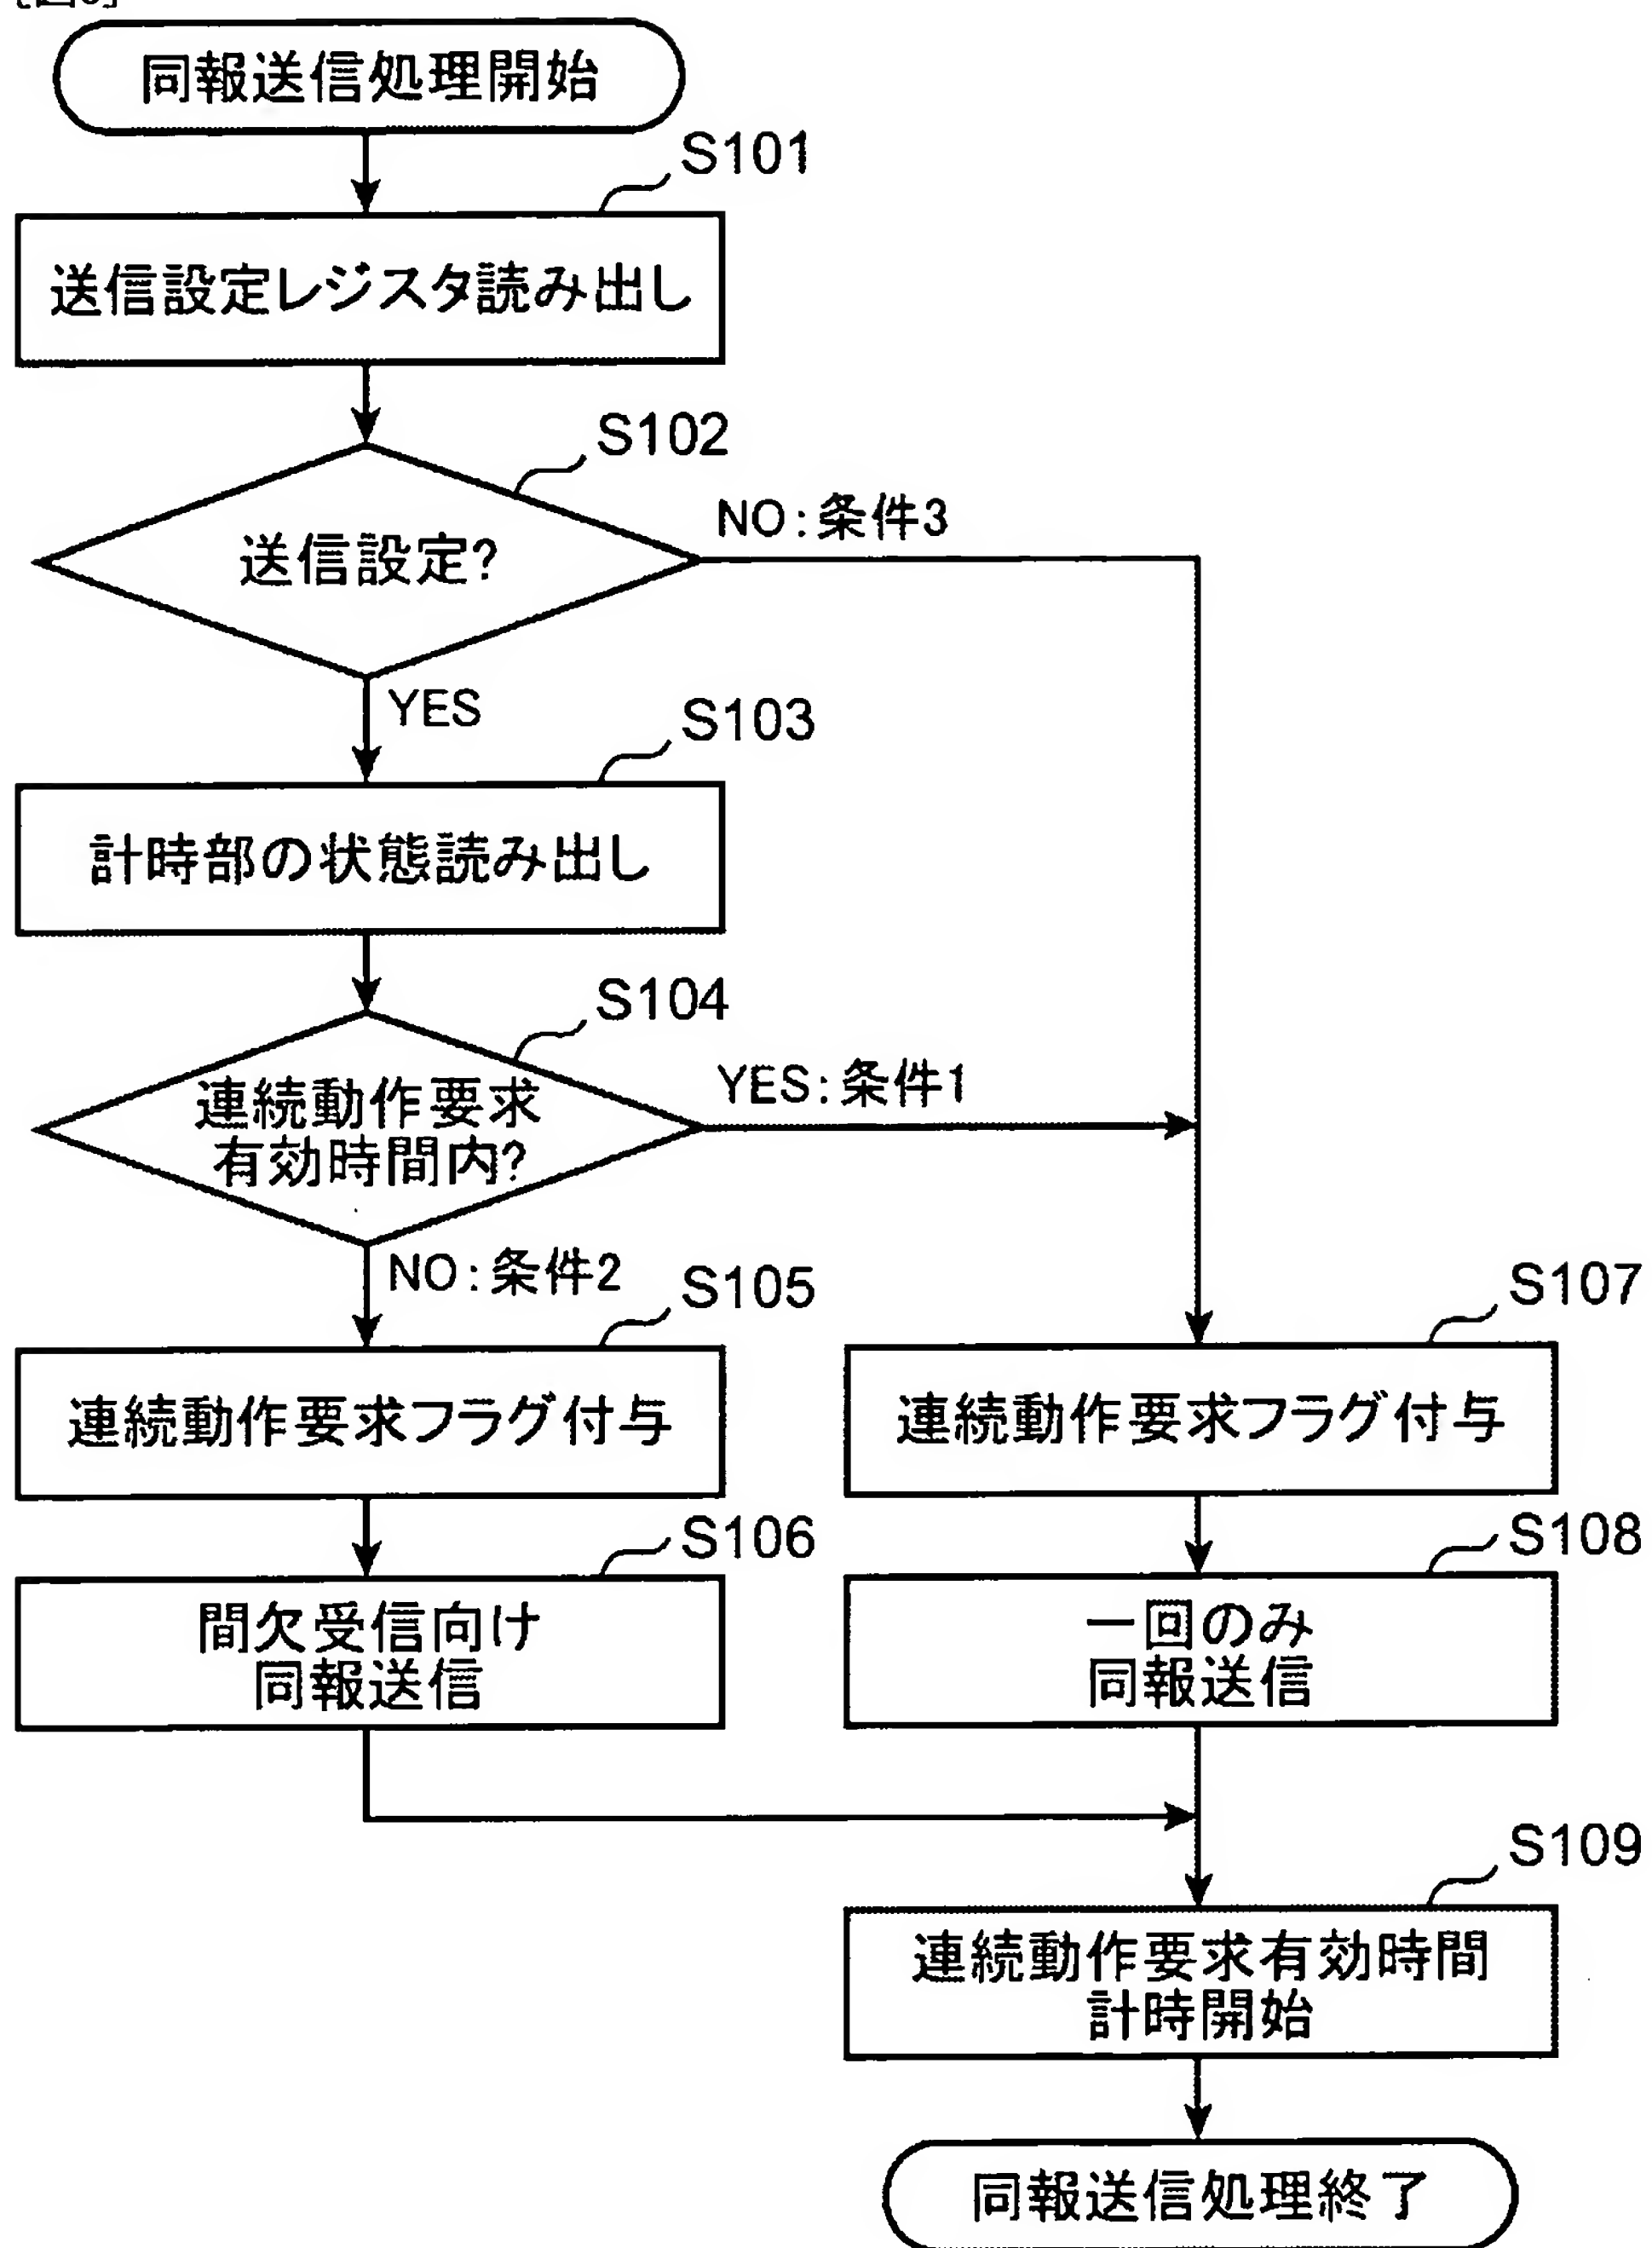 同報送信処理開始
S101
送信設定レジスタ読み出し
S102
送信設定?
NO:条件3
YES
S103
計時部の状態読み出し
S104
連続動作要求
有効時間内?
YES:条件1
NO:条件2
S105
連続動作要求フラグ付与
S107
連続動作要求フラグ付与
S106
間欠受信向け
同報送信
S108
一回のみ
同報送信
S109
連続動作要求有効時間
計時開始
同報送信処理終了